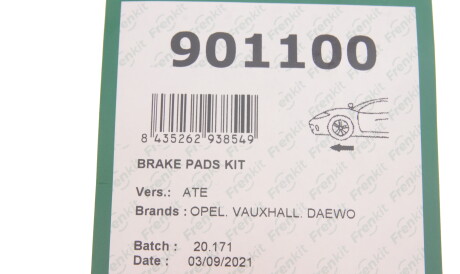 901100
8 435262 938549
BRAKE PADS KIT
Vers.: ATE
Brands : OPEL. VAUXHALL. DAEWO
Batch : 20.171
Date : 03/09/2021